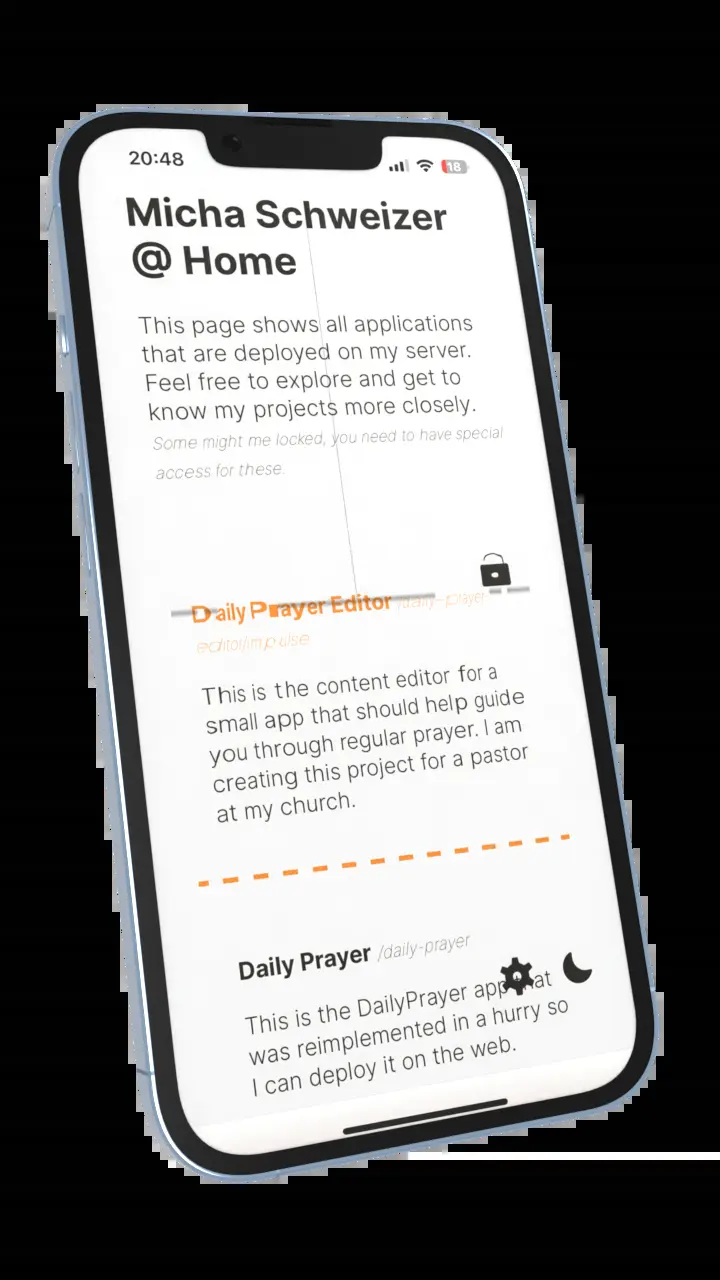 20:48
18
Micha Schweizer
@ Home
This page shows all applications
that are deployed on my server.
Feel free to explore and get to
know my projects more closely.
Some might me locked, you need to have special
access for these.
Daily Prayer Editor /daily-prayer-
editor/impulse
This is the content editor for a
small app that should help guide
you through regular prayer. I am
creating this project for a pastor
at my church.
Daily Prayer /daily-prayer
This is the DailyPrayer app that
was reimplemented in a hurry so
I can deploy it on the web.